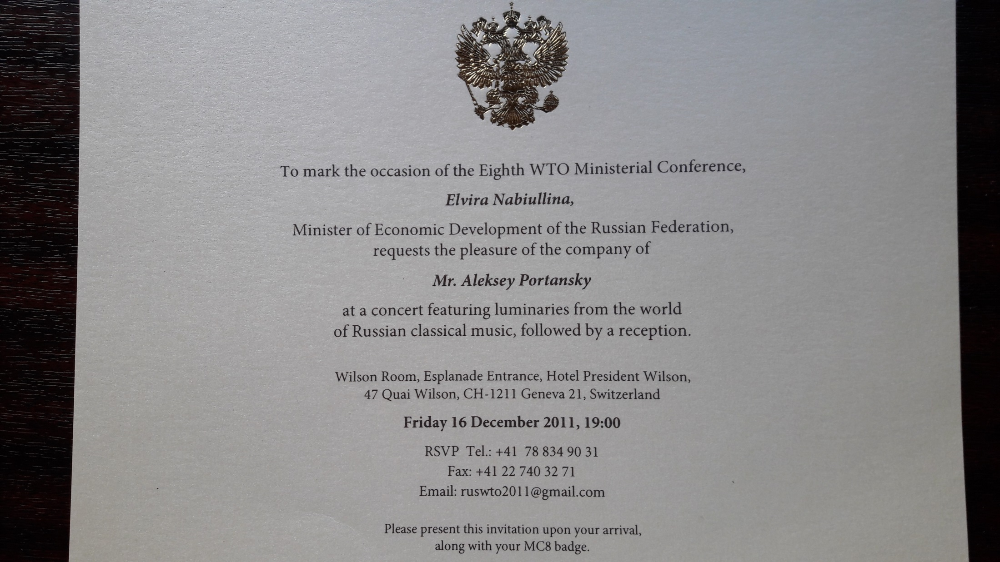 To mark the occasion of the Eighth WTO Ministerial Conference,
Elvira Nabiullina,
Minister of Economic Development of the Russian Federation,
requests the pleasure of the company of
Mr. Aleksey Portansky
at a concert featuring luminaries from the world
of Russian classical music, followed by a reception.
Wilson Room, Esplanade Entrance, Hotel President Wilson,
47 Quai Wilson, CH-1211 Geneva 21, Switzerland
Friday 16 December 2011, 19:00
RSVP Tel.: +41 78 834 90 31
Fax: +41 22 740 32 71
Email: ruswto2011@gmail.com
Please present this invitation upon your arrival,
along with your MC8 badge.